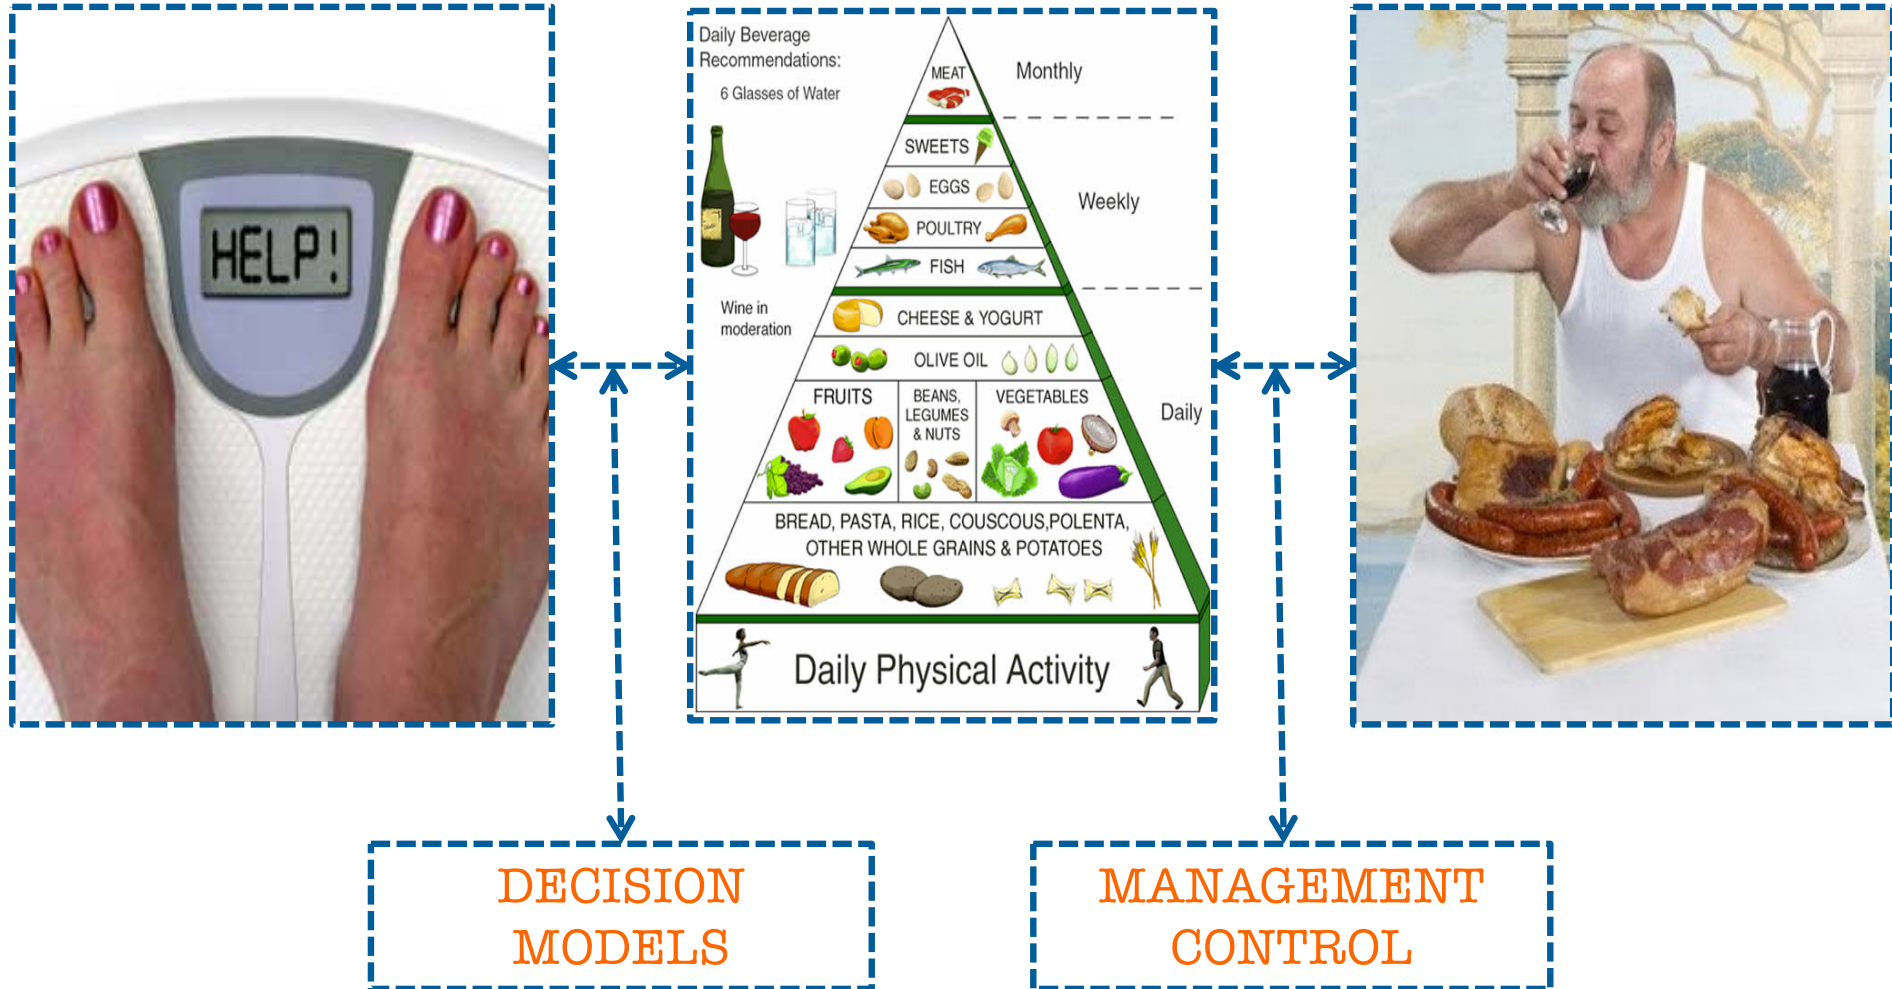 HELP!
Daily Beverage
Recommendations:
6 Glasses of Water
Wine in
moderation
MEAT
Monthly
SWEETS
EGGS
POULTRY
FISH
Weekly
CHEESE & YOGURT
OLIVE OIL
FRUITS
BEANS,
LEGUMES
& NUTS
VEGETABLES
Daily
BREAD, PASTA, RICE, COUSCOUS,POLENTA,
OTHER WHOLE GRAINS & POTATOES
Daily Physical Activity
DECISION
MODELS
MANAGEMENT
CONTROL